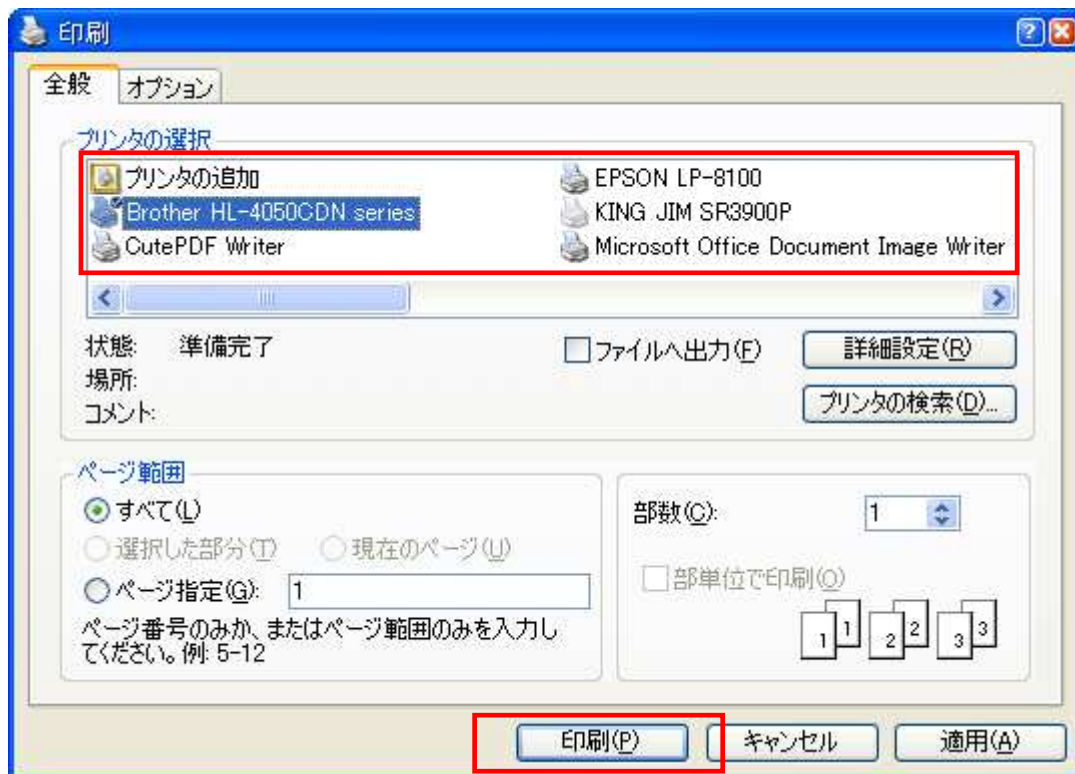 印刷
全般 オプション
プリンタの選択
プリンタの追加 EPSON LP-8100
Brother HL-4050CDN series KING JIM SR3900P
CutePDF Writer Microsoft Office Document Image Writer
状態: 準備完了 ファイルへ出力(F) 詳細設定(R)
場所:
コメント: プリンタの検索(D)...
ページ範囲
すべて(L) 部数(C): 1
選択した部分(T) 現在のページ(U)
ページ指定(G): 1 部単位で印刷(O)
ページ番号のみか、またはページ範囲のみを入力し
てください。例: 5-12
1 1 2 2 3 3
印刷(P) キャンセル 適用(A)